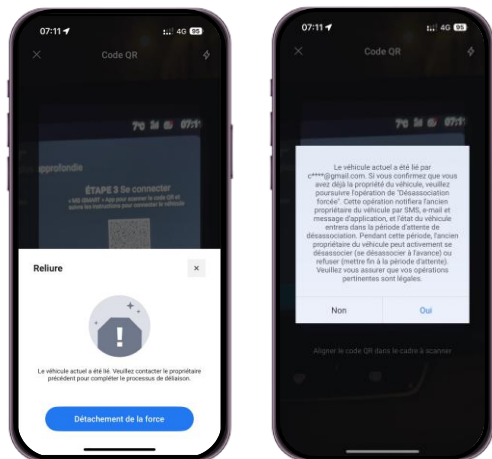 07:11
4G 95
Code QR
7°C
07:11
approfondie
ÉTAPE 3 Se connecter
Reliure
Le véhicule actuel a été lié. Veuillez contacter le propriétaire
précédent pour compléter le processus de déliaison.
Détachement de la force
07:11
4G 95
Code QR
07:11
Le véhicule actuel a été lié par
c****@gmail.com. Si vous confirmez que vous
avez déjà la propriété du véhicule, veuillez
poursuivre l'opération de "Désassociation
forcée". Cette opération notifiera l'ancien
propriétaire du véhicule par SMS, e-mail et
message d'application, et l'état du véhicule
entrera dans la période d'attente de
désassociation. Pendant cette période, l'ancien
propriétaire du véhicule peut activement se
désassocier (se désassocier à l'avance) ou
refuser (mettre fin à la période d'attente).
Veuillez vous assurer que vos opérations
pertinentes sont légales.
Non Oui
Aligner le code QR dans le cadre à scanner